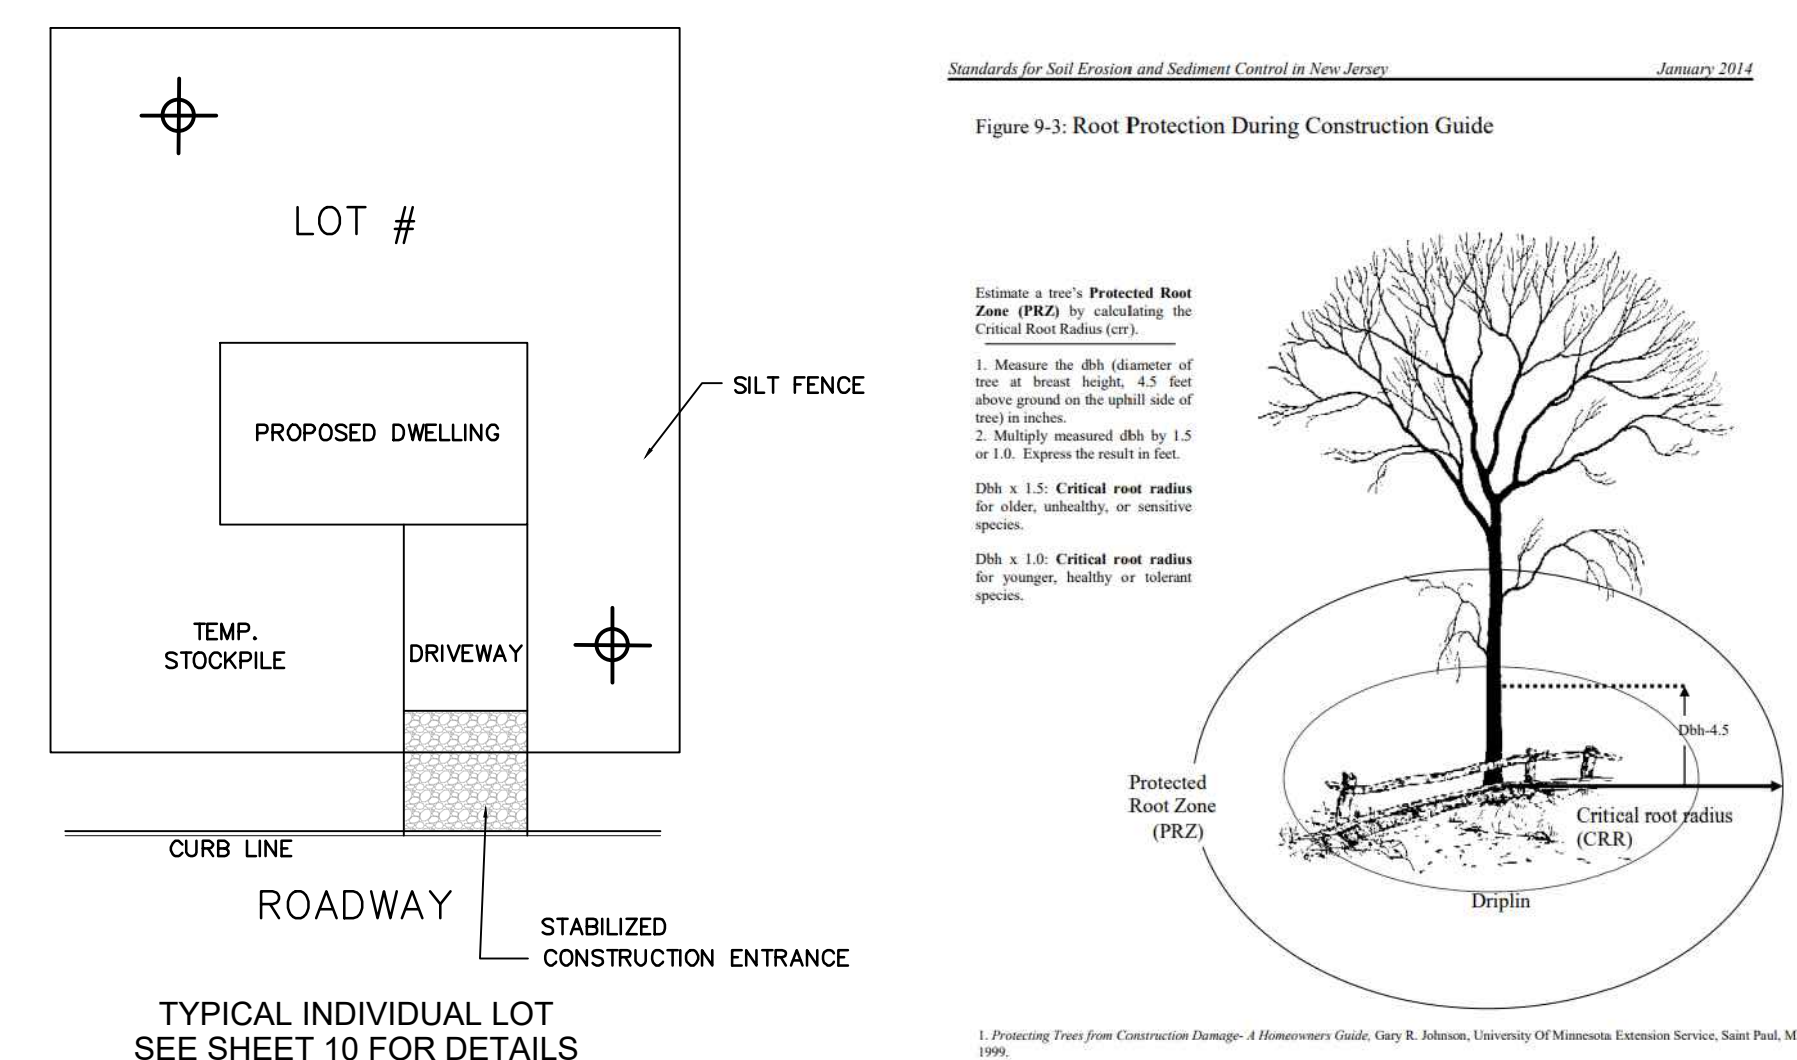 LOT #
PROPOSED DWELLING
SILT FENCE
TEMP.
STOCKPILE
DRIVEWAY
CURB LINE
ROADWAY
STABILIZED
CONSTRUCTION ENTRANCE
TYPICAL INDIVIDUAL LOT
SEE SHEET 10 FOR DETAILS
Standards for Soil Erosion and Sediment Control in New Jersey January 2014
Figure 9-3: Root Protection During Construction Guide
Estimate a tree's Protected Root
Zone (PRZ) by calculating the
Critical Root Radius (crr).
1. Measure the dbh (diameter of
tree at breast height, 4.5 feet
above ground on the uphill side of
tree) in inches.
2. Multiply measured dbh by 1.5
or 1.0. Express the result in feet.
Dbh x 1.5: Critical root radius
for older, unhealthy, or sensitive
species.
Dbh x 1.0: Critical root radius
for younger, healthy or tolerant
species.
Dbh-4.5
Protected
Root Zone
(PRZ)
Critical root radius
(CRR)
Driplin
1. Protecting Trees from Construction Damage- A Homeowners Guide, Gary R. Johnson, University Of Minnesota Extension Service, Saint Paul, M
1999.